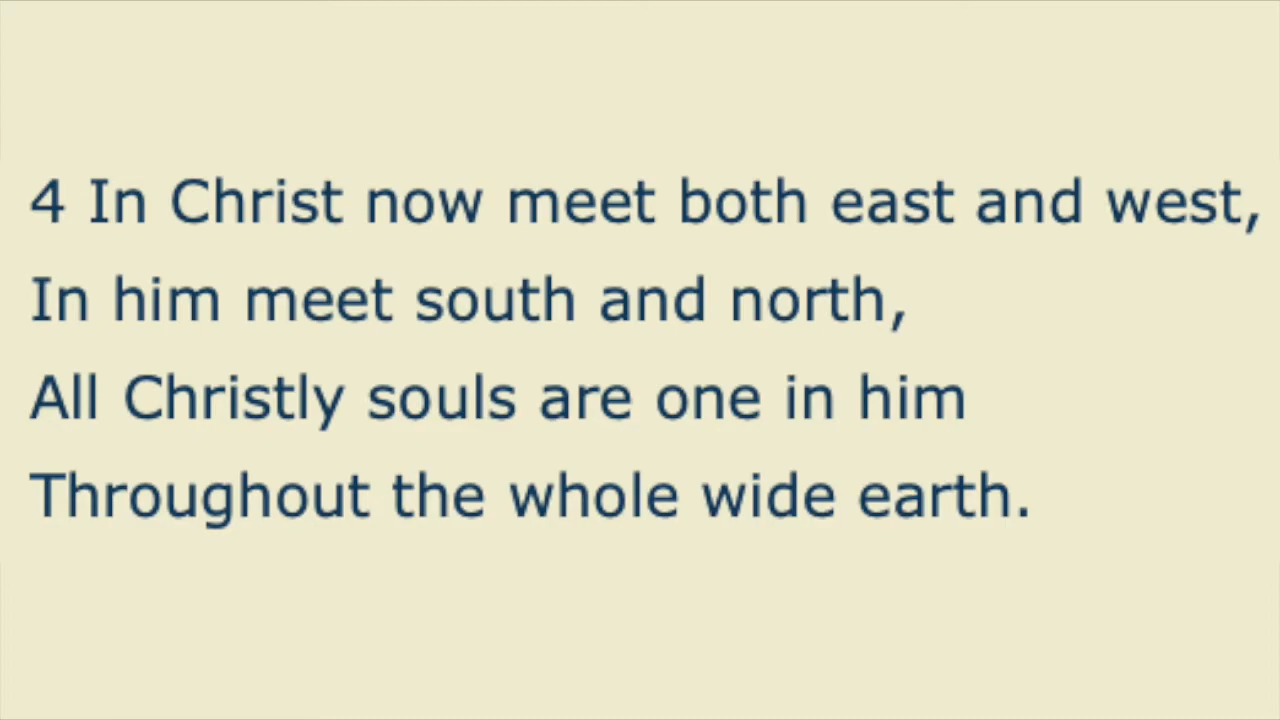 4 In Christ now meet both east and west,
In him meet south and north,
All Christly souls are one in him
Throughout the whole wide earth.